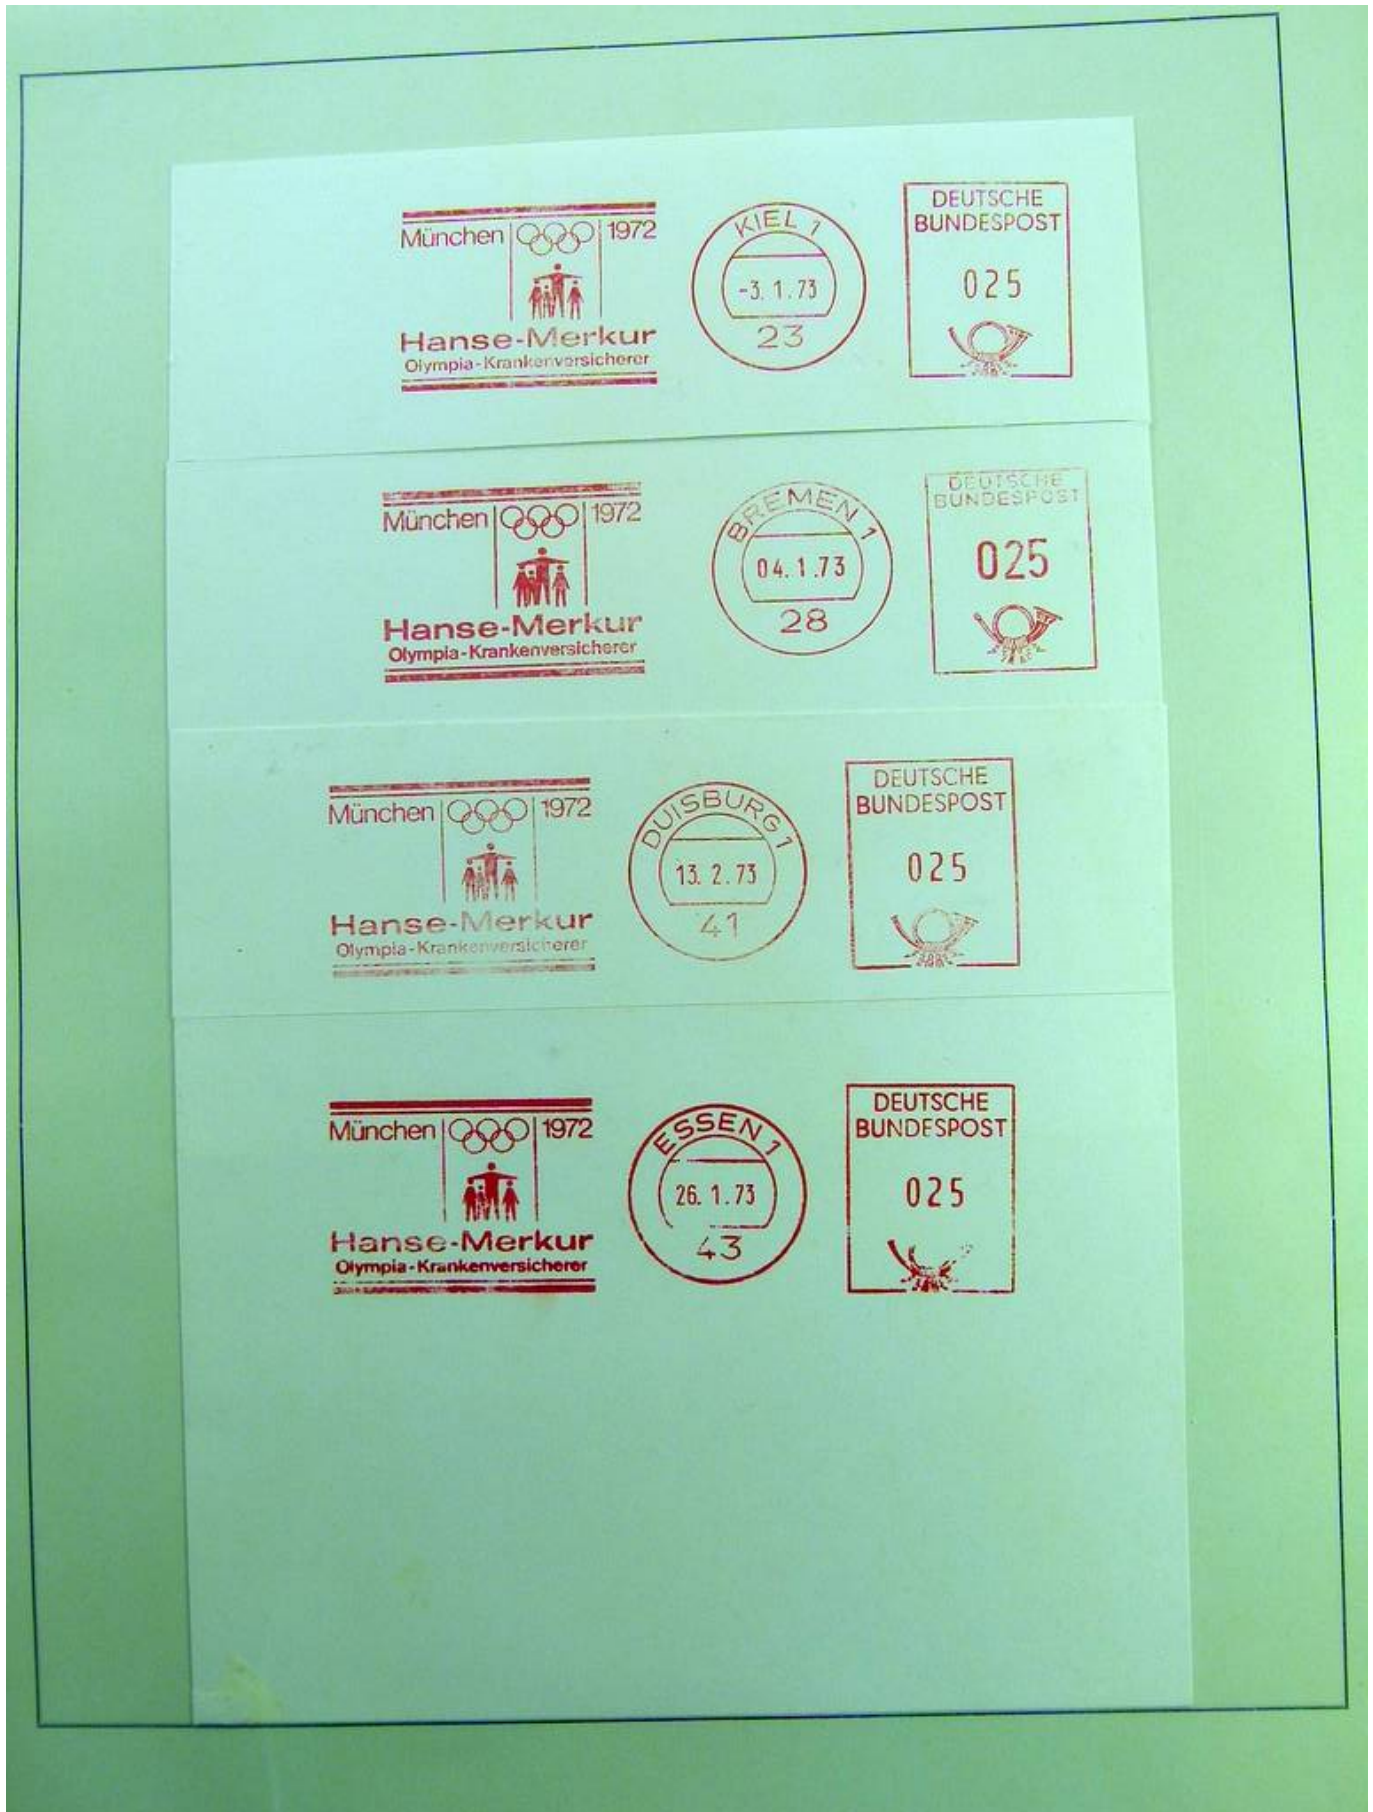 München 1972
Hanse-Merkur
Olympia-Krankenversicherer
KIEL 1
-3. 1. 73
23
DEUTSCHE
BUNDESPOST
025
München 1972
Hanse-Merkur
Olympia-Krankenversicherer
BREMEN 1
04. 1. 73
28
DEUTSCHE
BUNDESPOST
025
München 1972
Hanse-Merkur
Olympia-Krankenversicherer
DUISBURG 1
13. 2. 73
41
DEUTSCHE
BUNDESPOST
025
München 1972
Hanse-Merkur
Olympia-Krankenversicherer
ESSEN 1
26. 1. 73
43
DEUTSCHE
BUNDESPOST
025